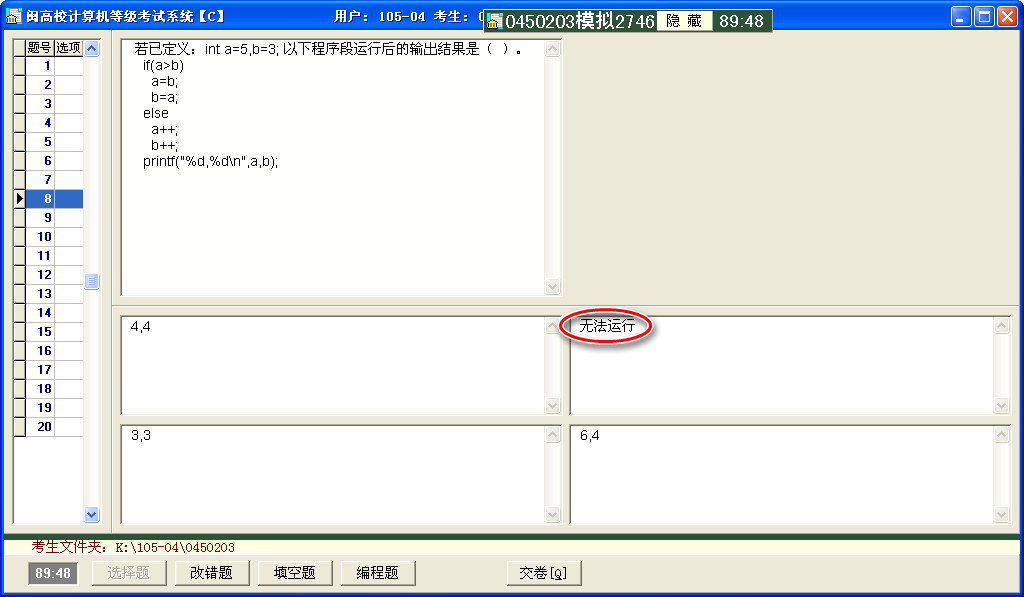 闽高校计算机等级考试系统【C】
用户: 105-04 考生:
0450203模拟2746 隐 藏 89:48
题号 选项
1
2
3
4
5
6
7
8
9
10
11
12
13
14
15
16
17
18
19
20
若已定义：int a=5,b=3; 以下程序段运行后的输出结果是（ ）。
if(a>b)
a=b;
b=a;
else
a++;
b++;
printf("%d,%d\n",a,b);
4,4
无法运行
3,3
6,4
考生文件夹: K:\105-04\0450203
89:48 选择题 改错题 填空题 编程题 交卷[Q]